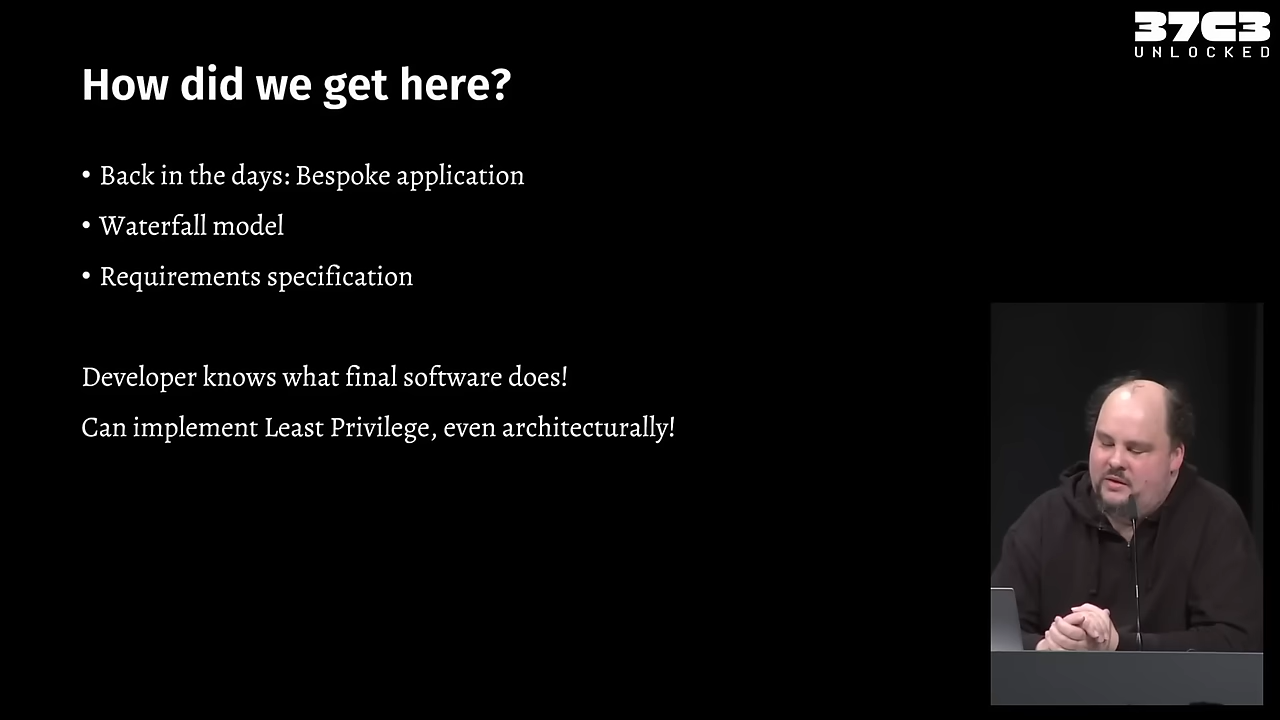 37C3
UNLOCKED
How did we get here?
• Back in the days: Bespoke application
• Waterfall model
• Requirements specification
Developer knows what final software does!
Can implement Least Privilege, even architecturally!